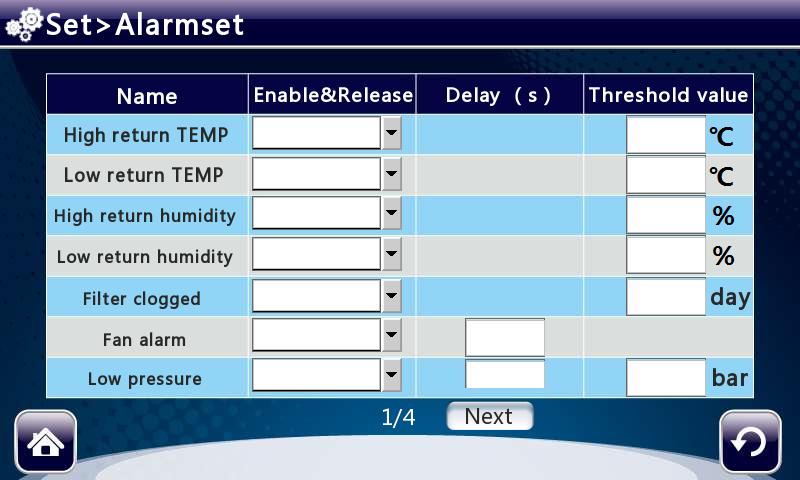 Set>Alarmset
Name Enable&Release Delay ( s ) Threshold value
High return TEMP ℃
Low return TEMP ℃
High return humidity %
Low return humidity %
Filter clogged day
Fan alarm
Low pressure bar
1/4 Next